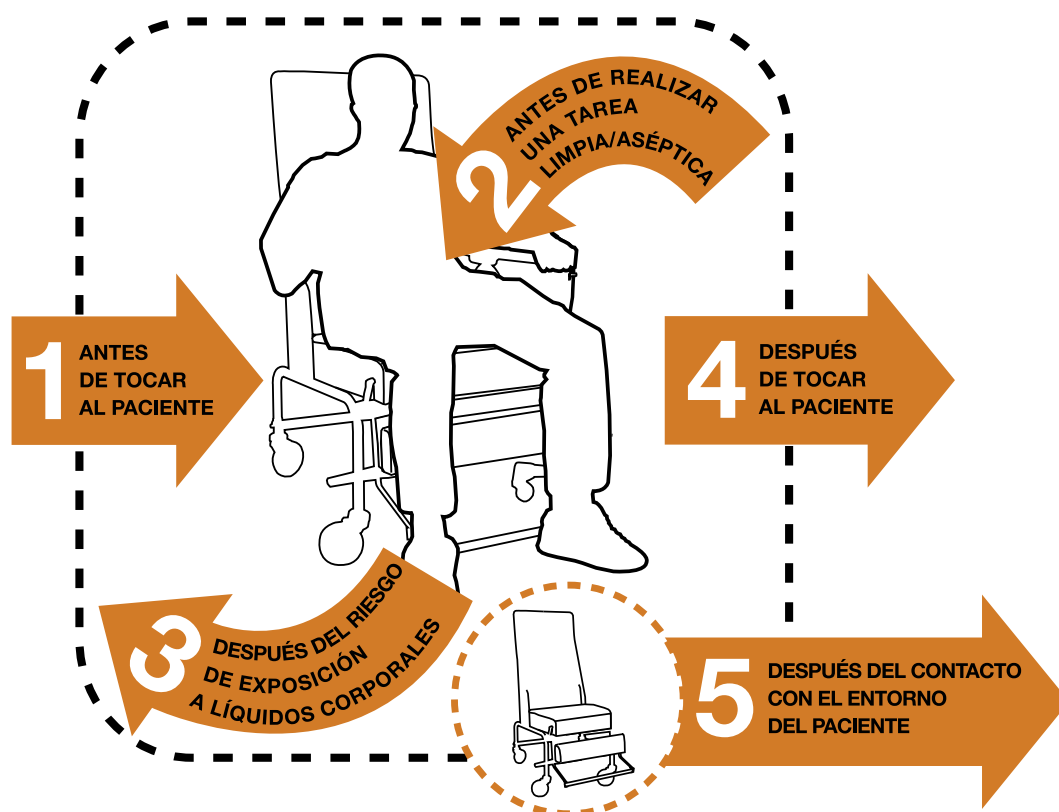 1
ANTES
DE TOCAR
AL PACIENTE
2
ANTES DE REALIZAR
UNA TAREA
LIMPIA/ASÉPTICA
3
DESPUÉS DEL RIESGO
DE EXPOSICIÓN
A LÍQUIDOS CORPORALES
4
DESPUÉS
DE TOCAR
AL PACIENTE
5
DESPUÉS DEL CONTACTO
CON EL ENTORNO
DEL PACIENTE